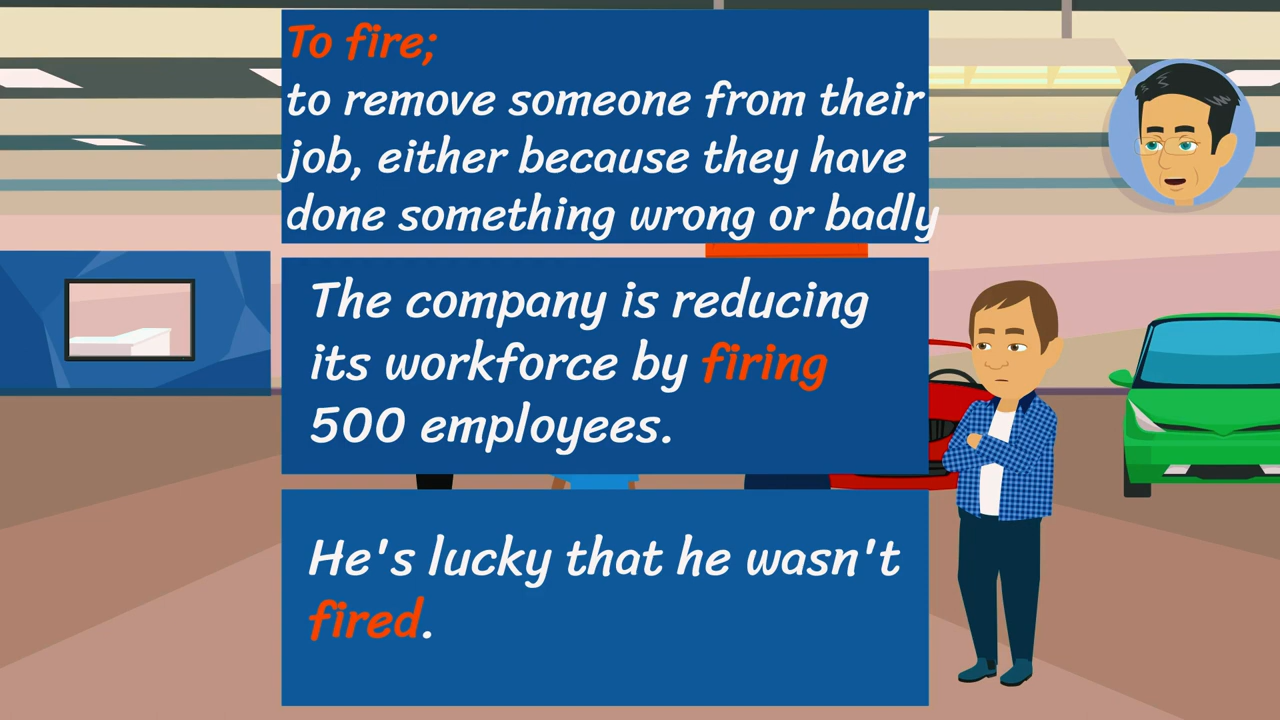 To fire;
to remove someone from their
job, either because they have
done something wrong or badly
The company is reducing
its workforce by firing
500 employees.
He's lucky that he wasn't
fired.